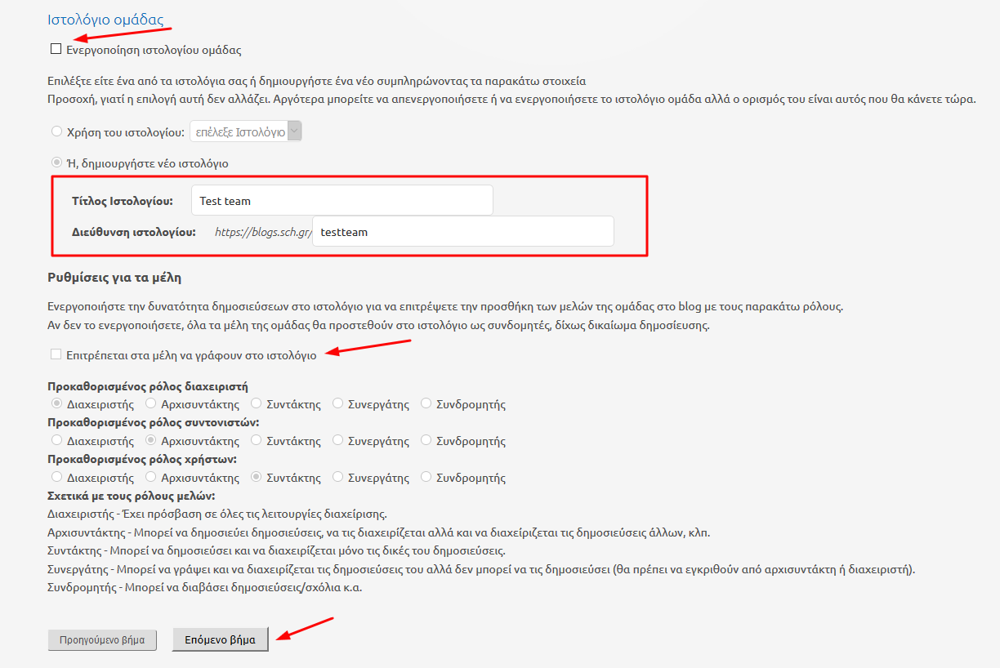 Ιστολόγιο ομάδας
Ενεργοποίηση ιστολογίου ομάδας
Επιλέξτε είτε ένα από τα ιστολόγια σας ή δημιουργήστε ένα νέο συμπληρώνοντας τα παρακάτω στοιχεία
Προσοχή, γιατί η επιλογή αυτή δεν αλλάζει. Αργότερα μπορείτε να απενεργοποιήσετε ή να ενεργοποιήσετε το ιστολόγιο ομάδα αλλά ο ορισμός του είναι αυτός που θα κάνετε τώρα.
Χρήση του ιστολογίου: επέλεξε Ιστολόγιο
Ή, δημιουργήστε νέο ιστολόγιο
Τίτλος Ιστολογίου: Test team
Διεύθυνση ιστολογίου: https://blogs.sch.gr/ testteam
Ρυθμίσεις για τα μέλη
Ενεργοποιήστε την δυνατότητα δημοσιεύσεων στο ιστολόγιο για να επιτρέψετε την προσθήκη των μελών της ομάδας στο blog με τους παρακάτω ρόλους.
Αν δεν το ενεργοποιήσετε, όλα τα μέλη της ομάδας θα προστεθούν στο ιστολόγιο ως συνδομητές, δίχως δικαίωμα δημοσίευσης.
Επιτρέπεται στα μέλη να γράφουν στο ιστολόγιο
Προκαθορισμένος ρόλος διαχειριστή
Διαχειριστής Αρχισυντάκτης Συντάκτης Συνεργάτης Συνδρομητής
Προκαθορισμένος ρόλος συντονιστών:
Διαχειριστής Αρχισυντάκτης Συντάκτης Συνεργάτης Συνδρομητής
Προκαθορισμένος ρόλος χρήστων:
Διαχειριστής Αρχισυντάκτης Συντάκτης Συνεργάτης Συνδρομητής
Σχετικά με τους ρόλους μελών:
Διαχειριστής - Έχει πρόσβαση σε όλες τις λειτουργίες διαχείρισης.
Αρχισυντάκτης - Μπορεί να δημοσιεύει δημοσιεύσεις, να τις διαχειρίζεται αλλά και να διαχείριζεται τις δημοσιεύσεις άλλων, κλπ.
Συντάκτης - Μπορεί να δημοσιεύσει και να διαχειρίζεται μόνο τις δικές του δημοσιεύσεις.
Συνεργάτης - Μπορεί να γράψει και να διαχειρίζεται τις δημοσιεύσεις του αλλά δεν μπορεί να τις δημοσιεύσει (θα πρέπει να εγκριθούν από αρχισυντάκτη ή διαχειριστή).
Συνδρομητής - Μπορεί να διαβάσει δημοσιεύσεις/σχόλια κ.α.
Προηγούμενο βήμα Επόμενο βήμα